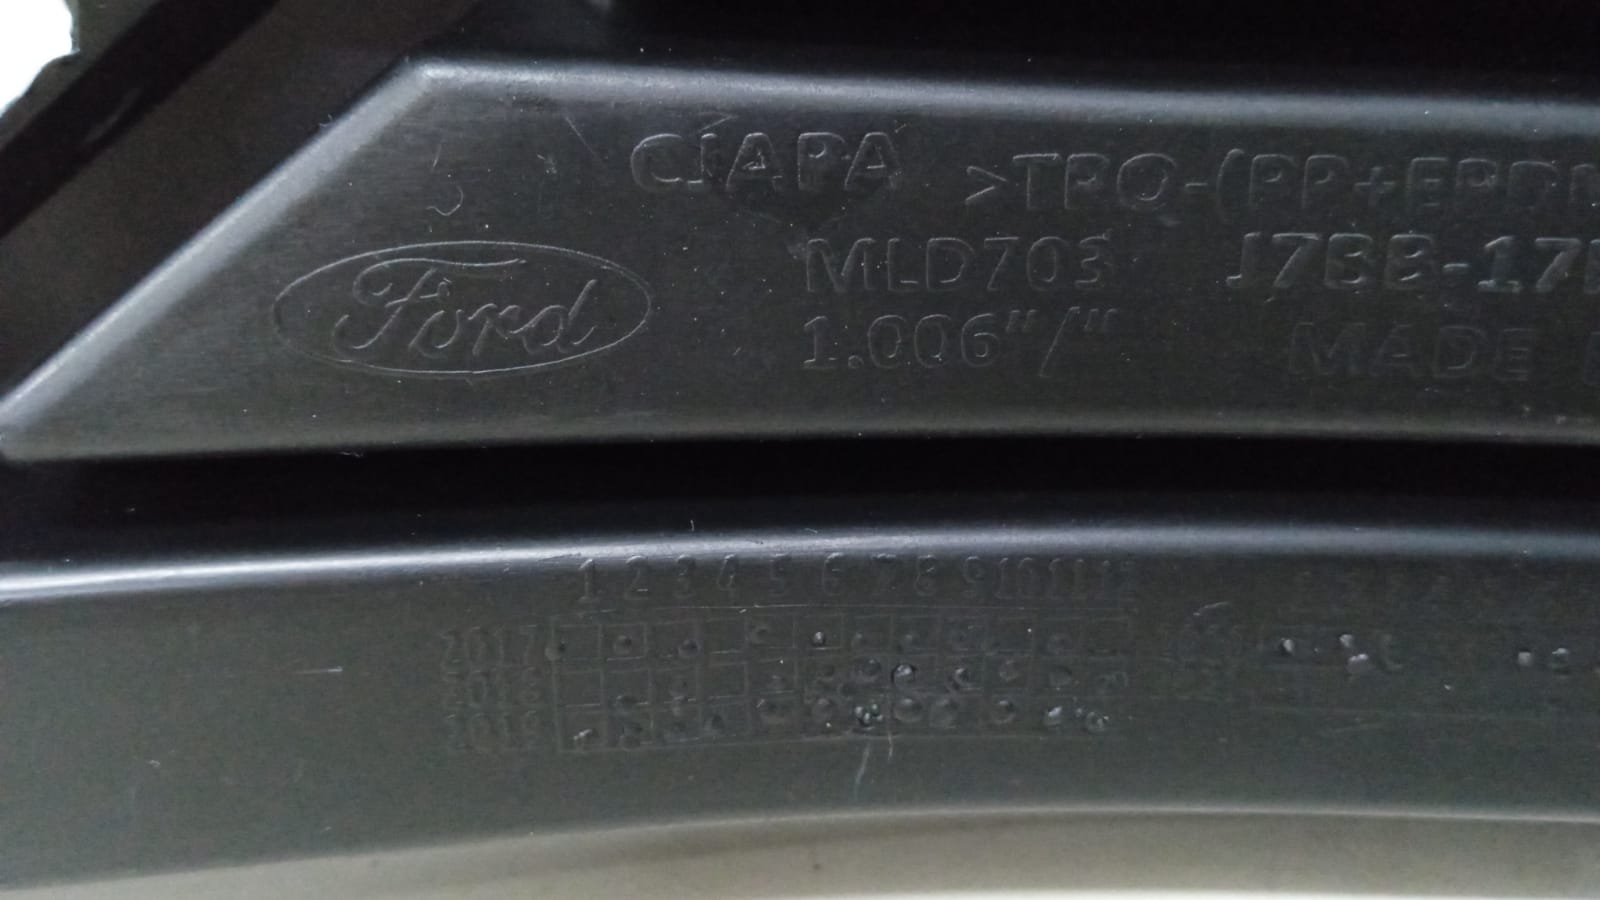 CIAPA >TPO-(PP+EPDM
MLD703 J7BB-17
1.006"/" MADE
Ford
1 2 3 4 5 6 7 8 9 10 11 12
2017
2018
2019